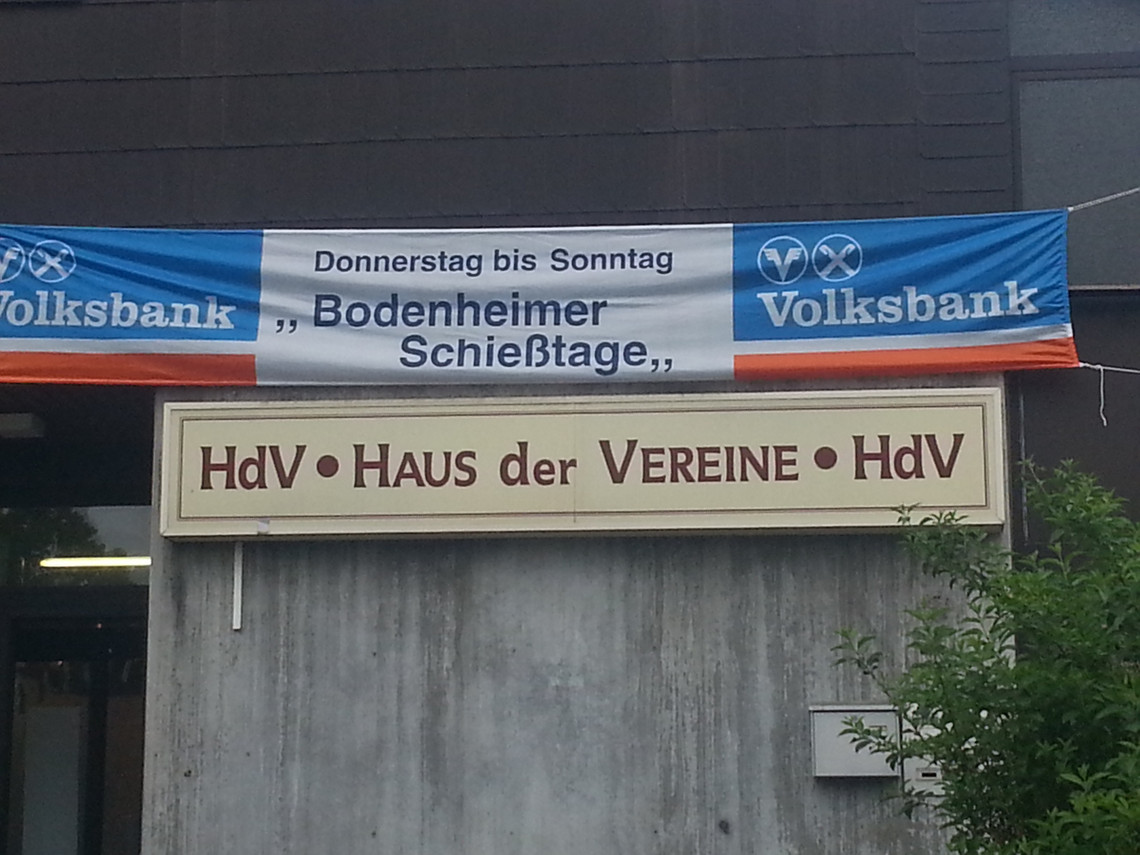 Volksbank
Donnerstag bis Sonntag
„ Bodenheimer
Schießtage„
Volksbank
HdV • HAUS der VEREINE • HdV